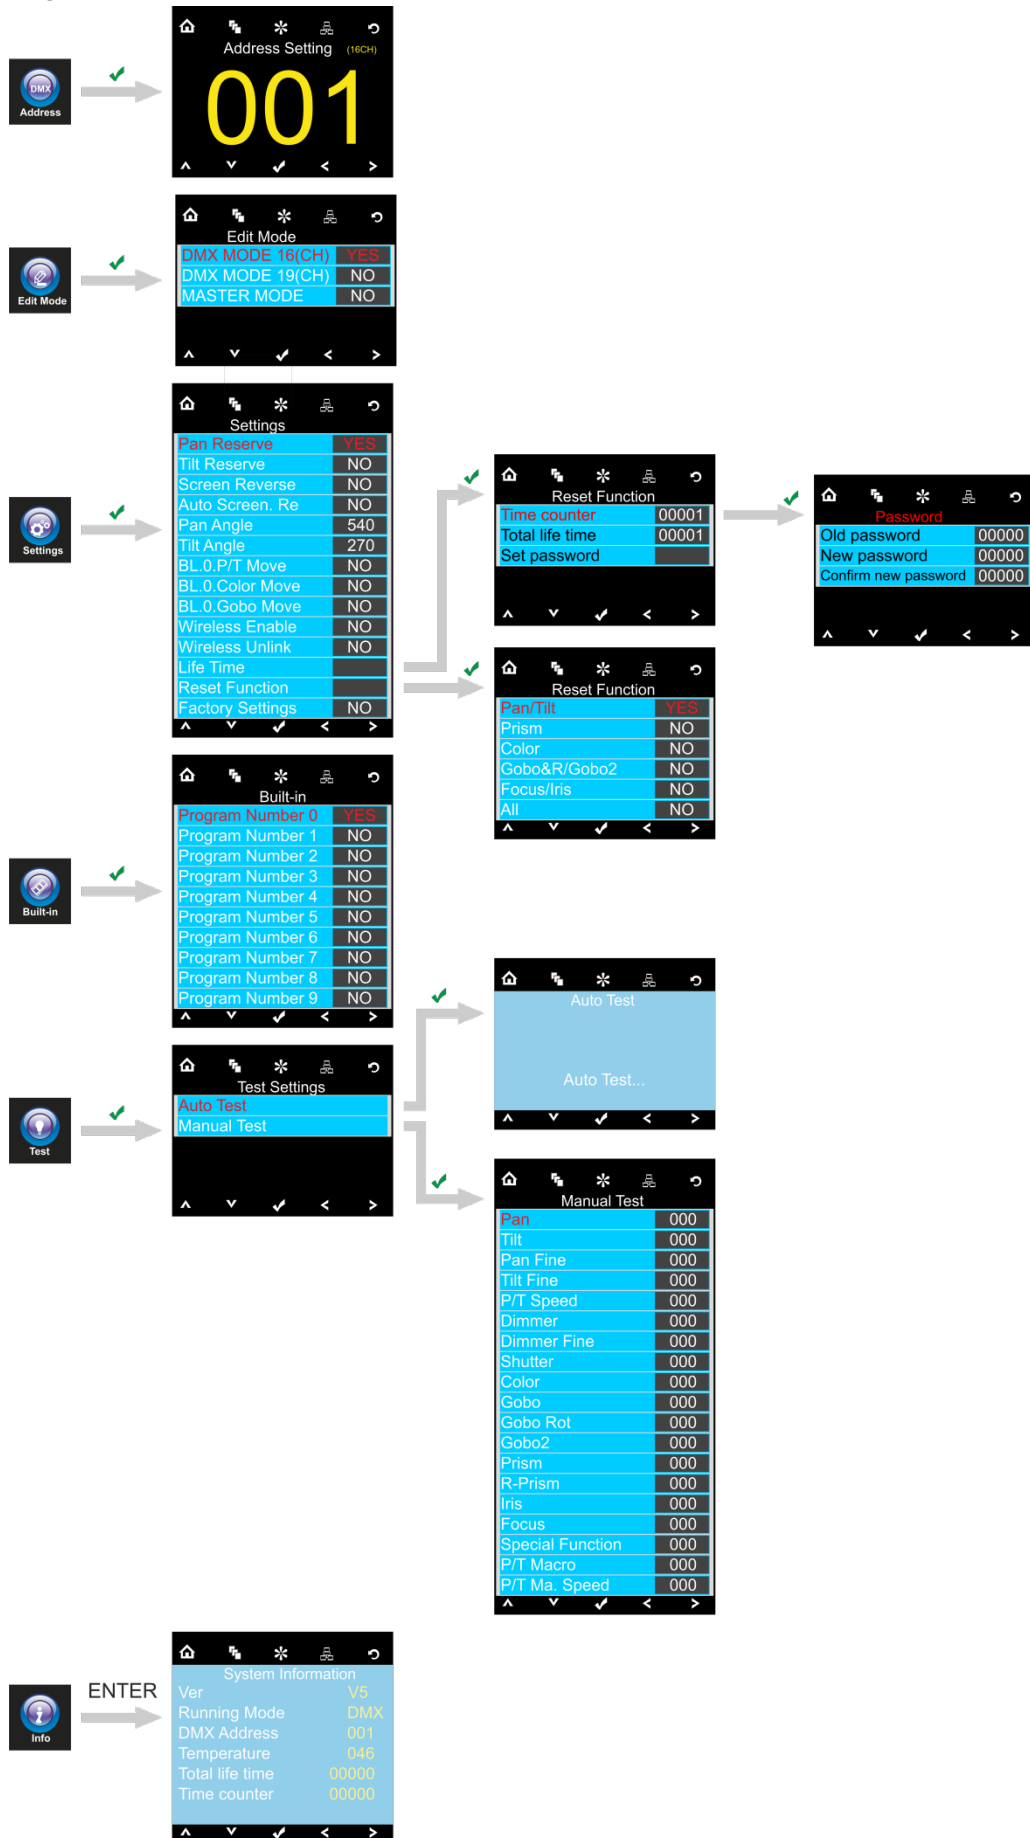 Address Setting (16CH)
001
DMX
Address
Edit Mode
DMX MODE 16(CH) YES
DMX MODE 19(CH) NO
MASTER MODE NO
Edit Mode
Settings
Pan Reserve YES
Tilt Reserve NO
Screen Reverse NO
Auto Screen. Re NO
Pan Angle 540
Tilt Angle 270
BL.0.P/T Move NO
BL.0.Color Move NO
BL.0.Gobo Move NO
Wireless Enable NO
Wireless Unlink NO
Life Time
Reset Function
Factory Settings NO
Settings
Reset Function
Time counter 00001
Total life time 00001
Set password
Password
Old password 00000
New password 00000
Confirm new password 00000
Reset Function
Pan/Tilt YES
Prism NO
Color NO
Gobo&R/Gobo2 NO
Focus/Iris NO
All NO
Built-in
Program Number 0 YES
Program Number 1 NO
Program Number 2 NO
Program Number 3 NO
Program Number 4 NO
Program Number 5 NO
Program Number 6 NO
Program Number 7 NO
Program Number 8 NO
Program Number 9 NO
Built-in
Test Settings
Auto Test
Manual Test
Test
Auto Test
Auto Test...
Manual Test
Pan 000
Tilt 000
Pan Fine 000
Tilt Fine 000
P/T Speed 000
Dimmer 000
Dimmer Fine 000
Shutter 000
Color 000
Gobo 000
Gobo Rot 000
Gobo2 000
Prism 000
R-Prism 000
Iris 000
Focus 000
Special Function 000
P/T Macro 000
P/T Ma. Speed 000
ENTER
Info
System Information
Ver V5
Running Mode DMX
DMX Address 001
Temperature 046
Total life time 00000
Time counter 00000